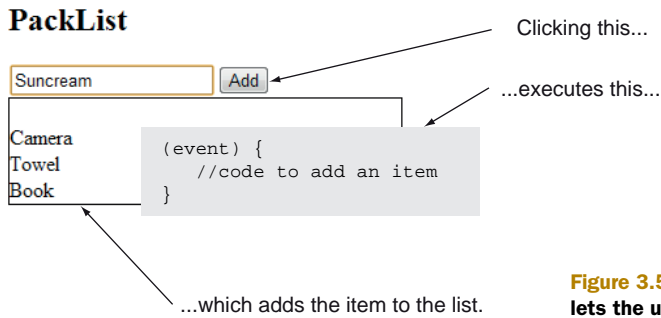 PackList
Clicking this...
Suncream Add
...executes this...
Camera
Towel
Book
(event) {
//code to add an item
}
...which adds the item to the list.
Figure 3.5
lets the u